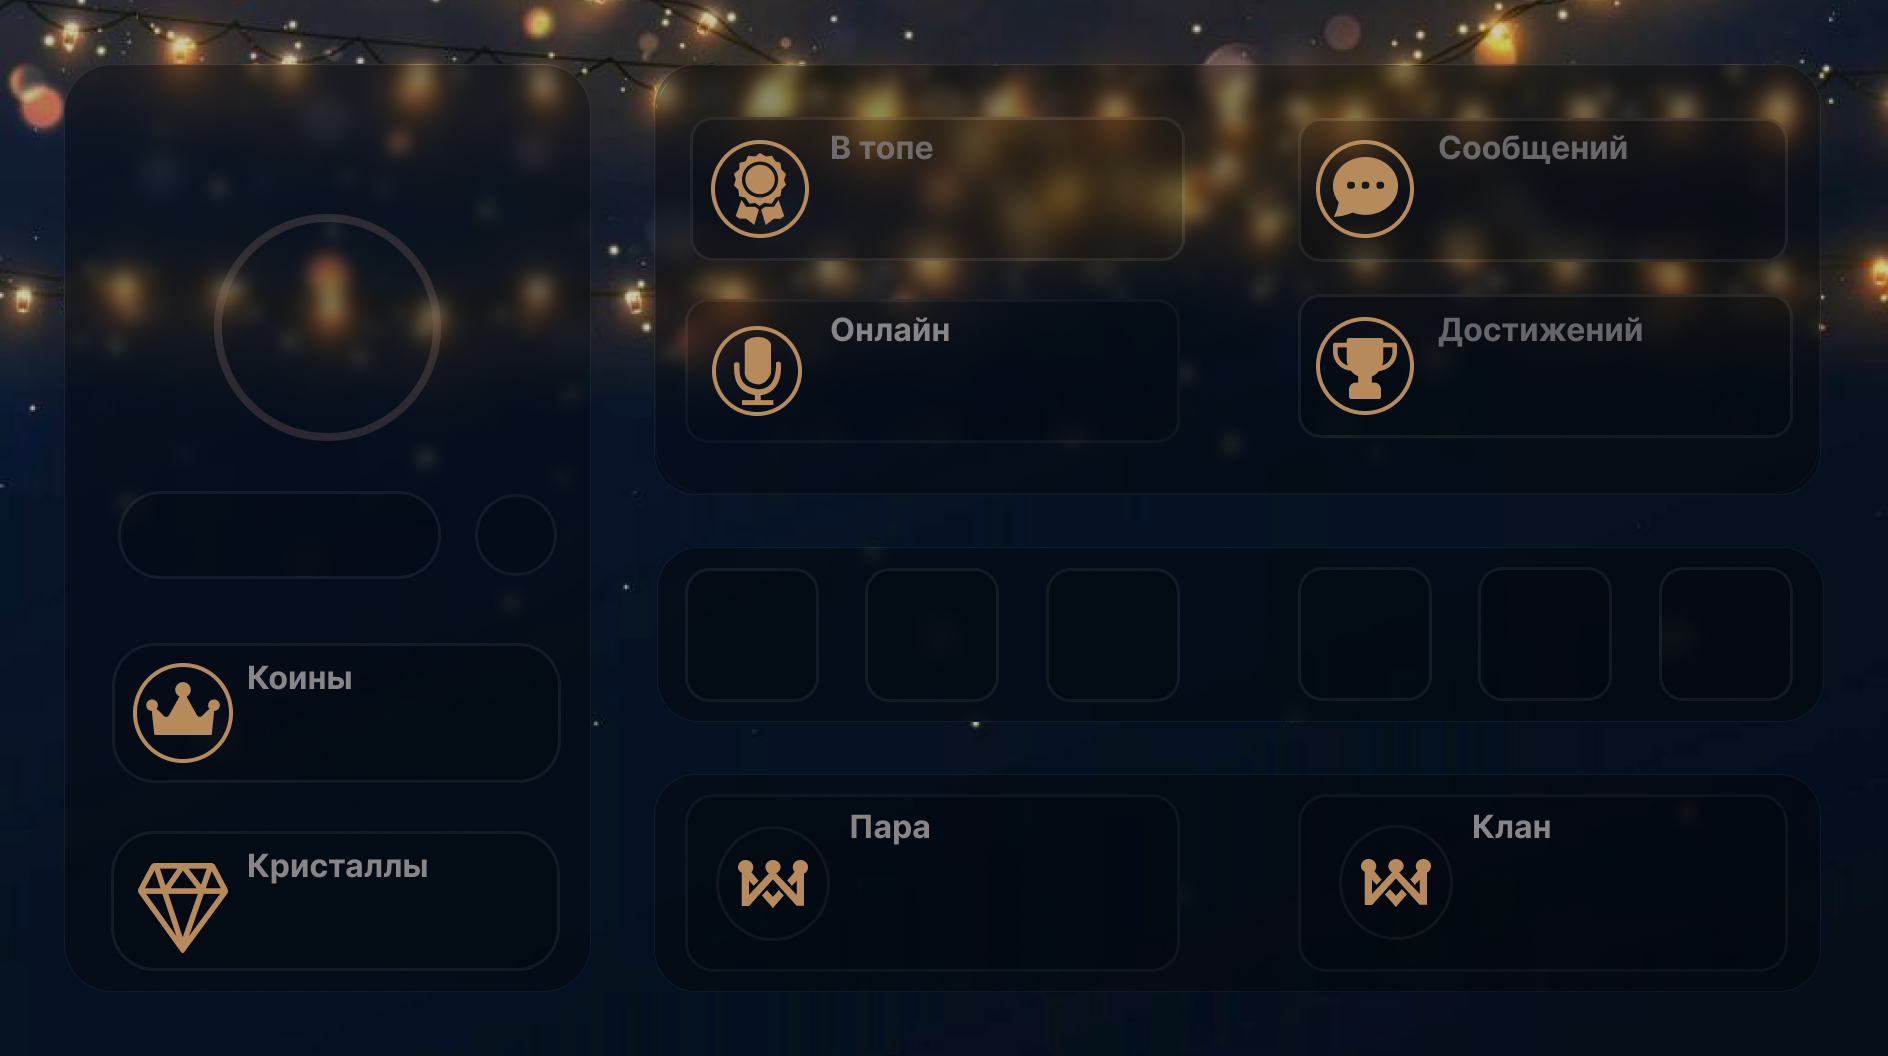 В топе
Сообщений
Онлайн
Достижений
Коины
Кристаллы
Пара
Клан